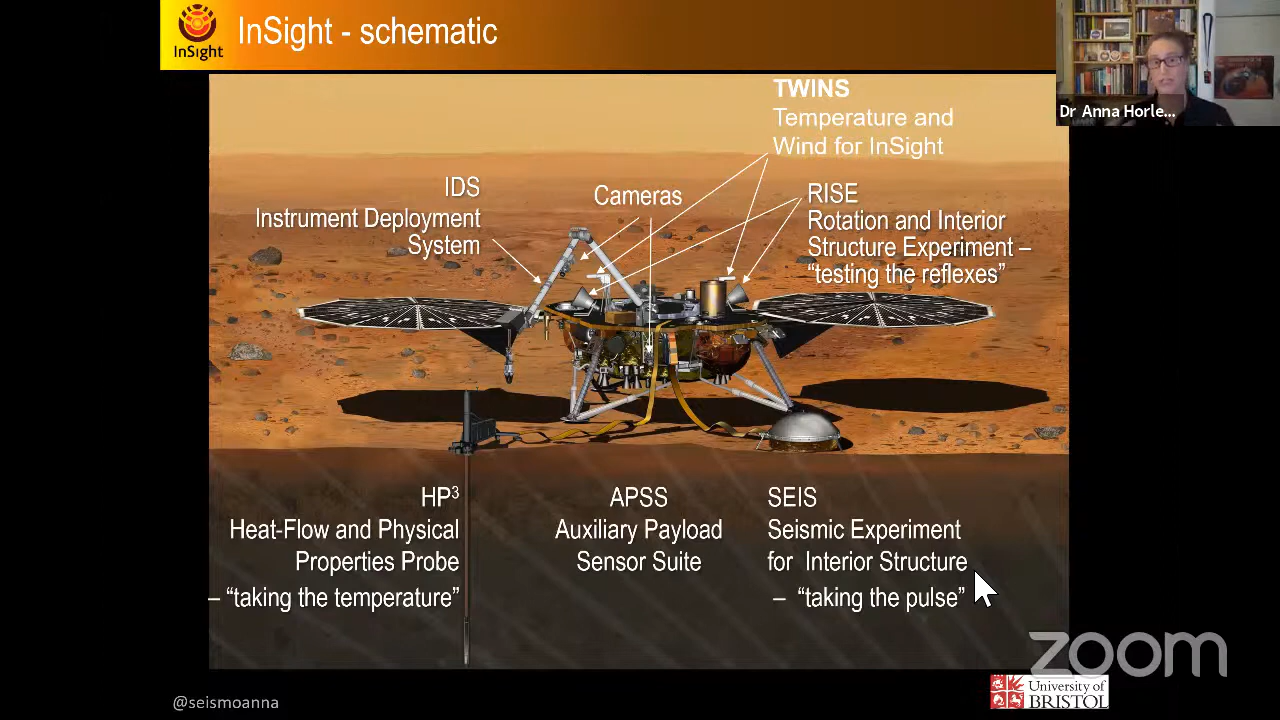 InSight
InSight - schematic
Dr Anna Horle...
TWINS
Temperature and
Wind for InSight
IDS
Instrument Deployment
System
Cameras
RISE
Rotation and Interior
Structure Experiment –
“testing the reflexes”
HP³
Heat-Flow and Physical
Properties Probe
– “taking the temperature”
APSS
Auxiliary Payload
Sensor Suite
SEIS
Seismic Experiment
for Interior Structure
– “taking the pulse”
zoom
@seismoanna
University of
BRISTOL